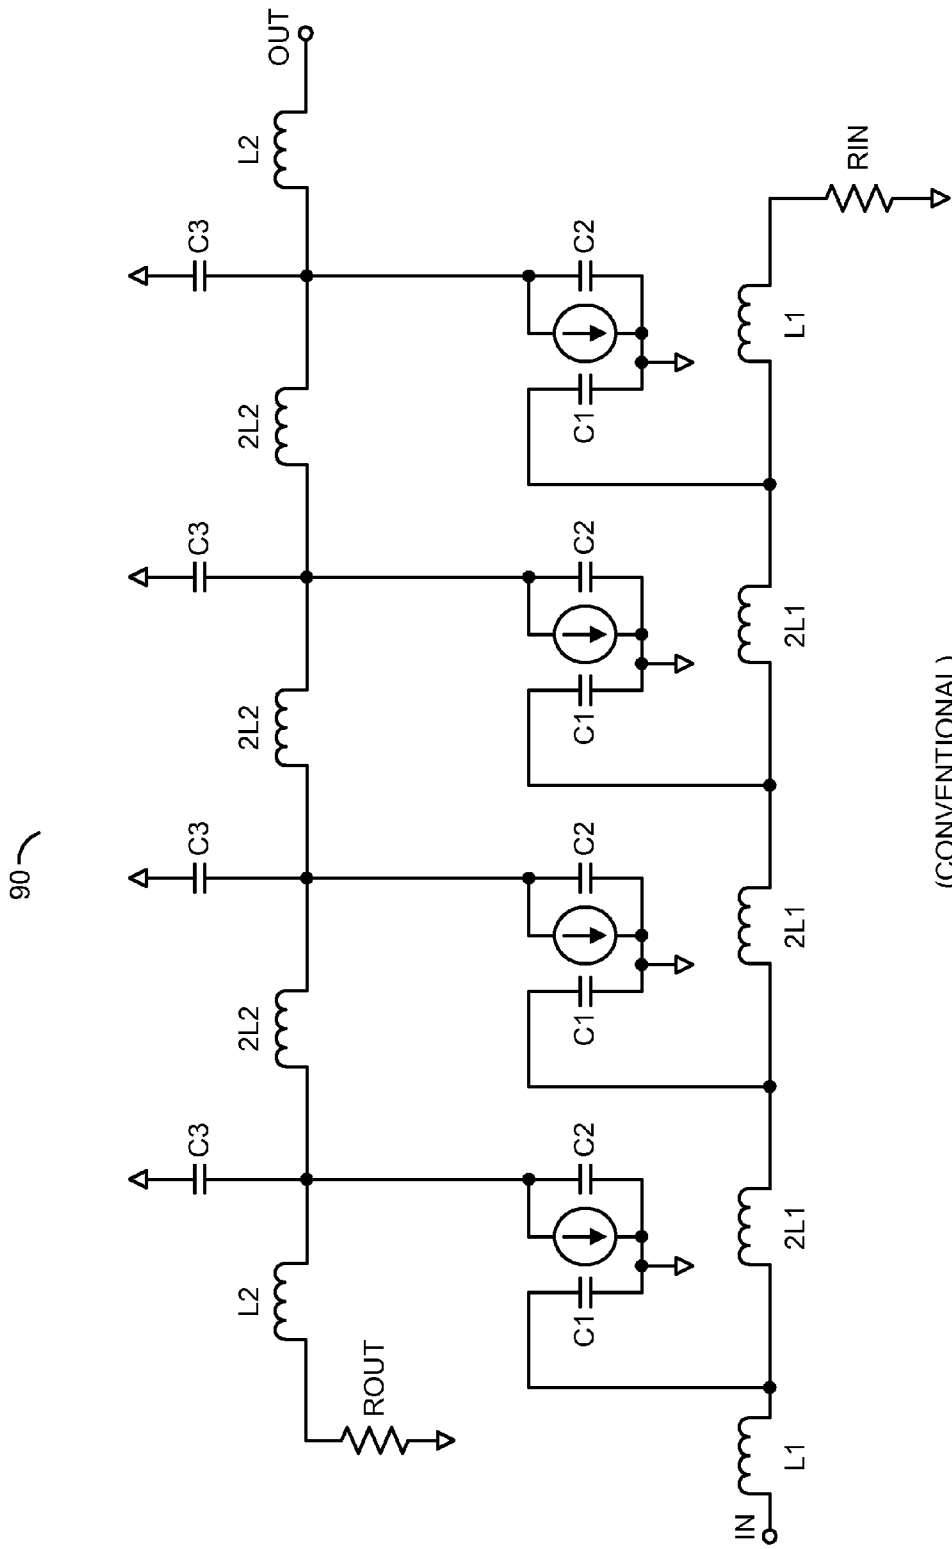 90
OUT
L2
C3
2L2
C3
2L2
C3
2L2
C3
L2
ROUT
C2
C1
C2
C1
C2
C1
C2
C1
RIN
L1
2L1
2L1
2L1
L1
IN
(CONVENTIONAL)